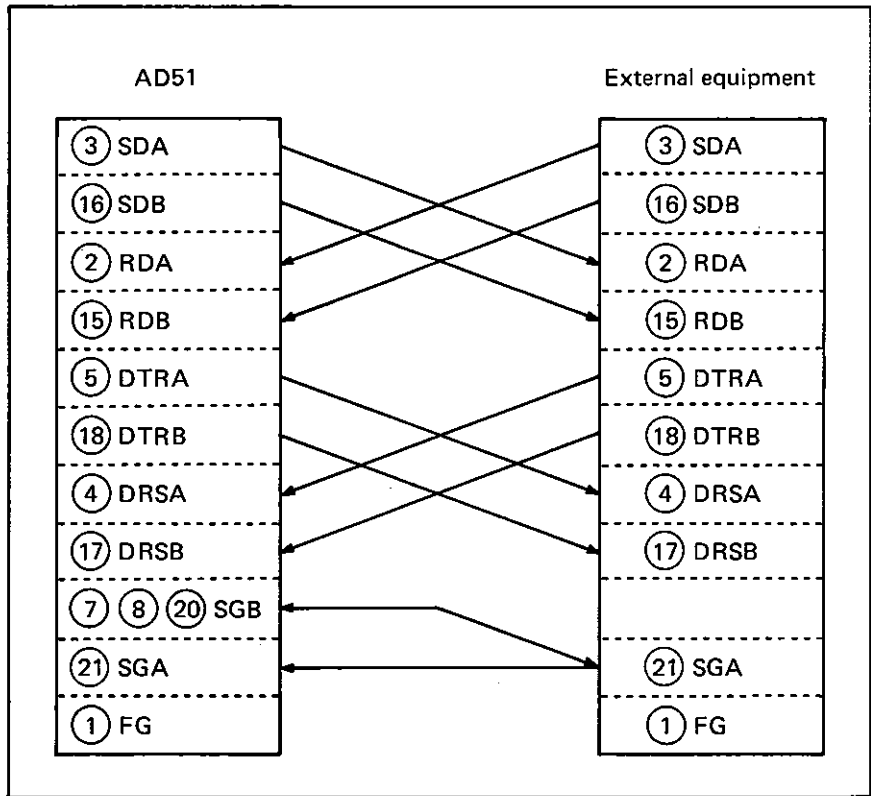 AD51 External equipment
3 SDA 3 SDA
16 SDB 16 SDB
2 RDA 2 RDA
15 RDB 15 RDB
5 DTRA 5 DTRA
18 DTRB 18 DTRB
4 DRSA 4 DRSA
17 DRSB 17 DRSB
7 8 20 SGB
21 SGA 21 SGA
1 FG 1 FG